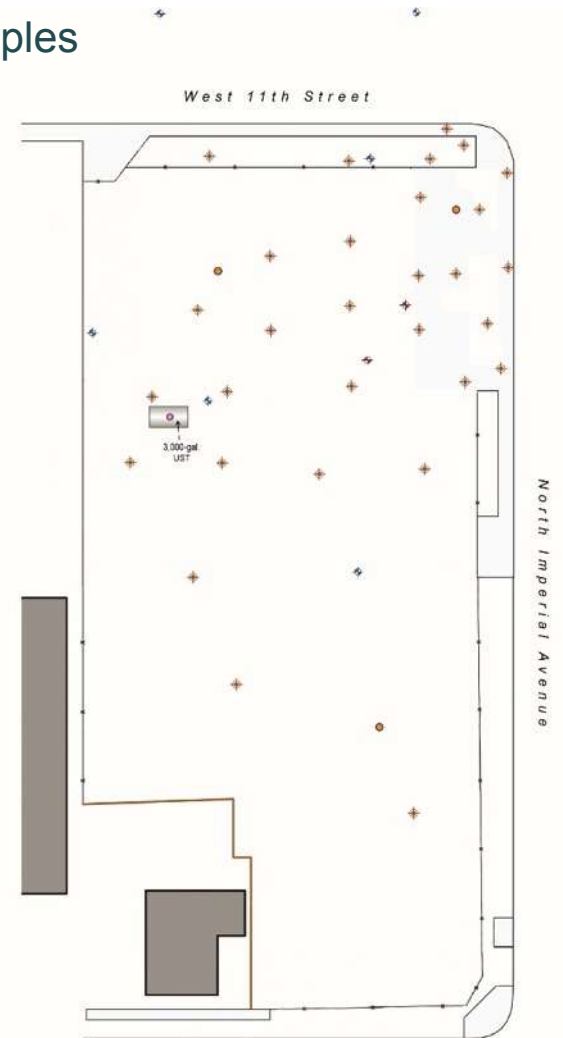 ples
West 11th Street
3,000-gal.
UST
North Imperial Avenue